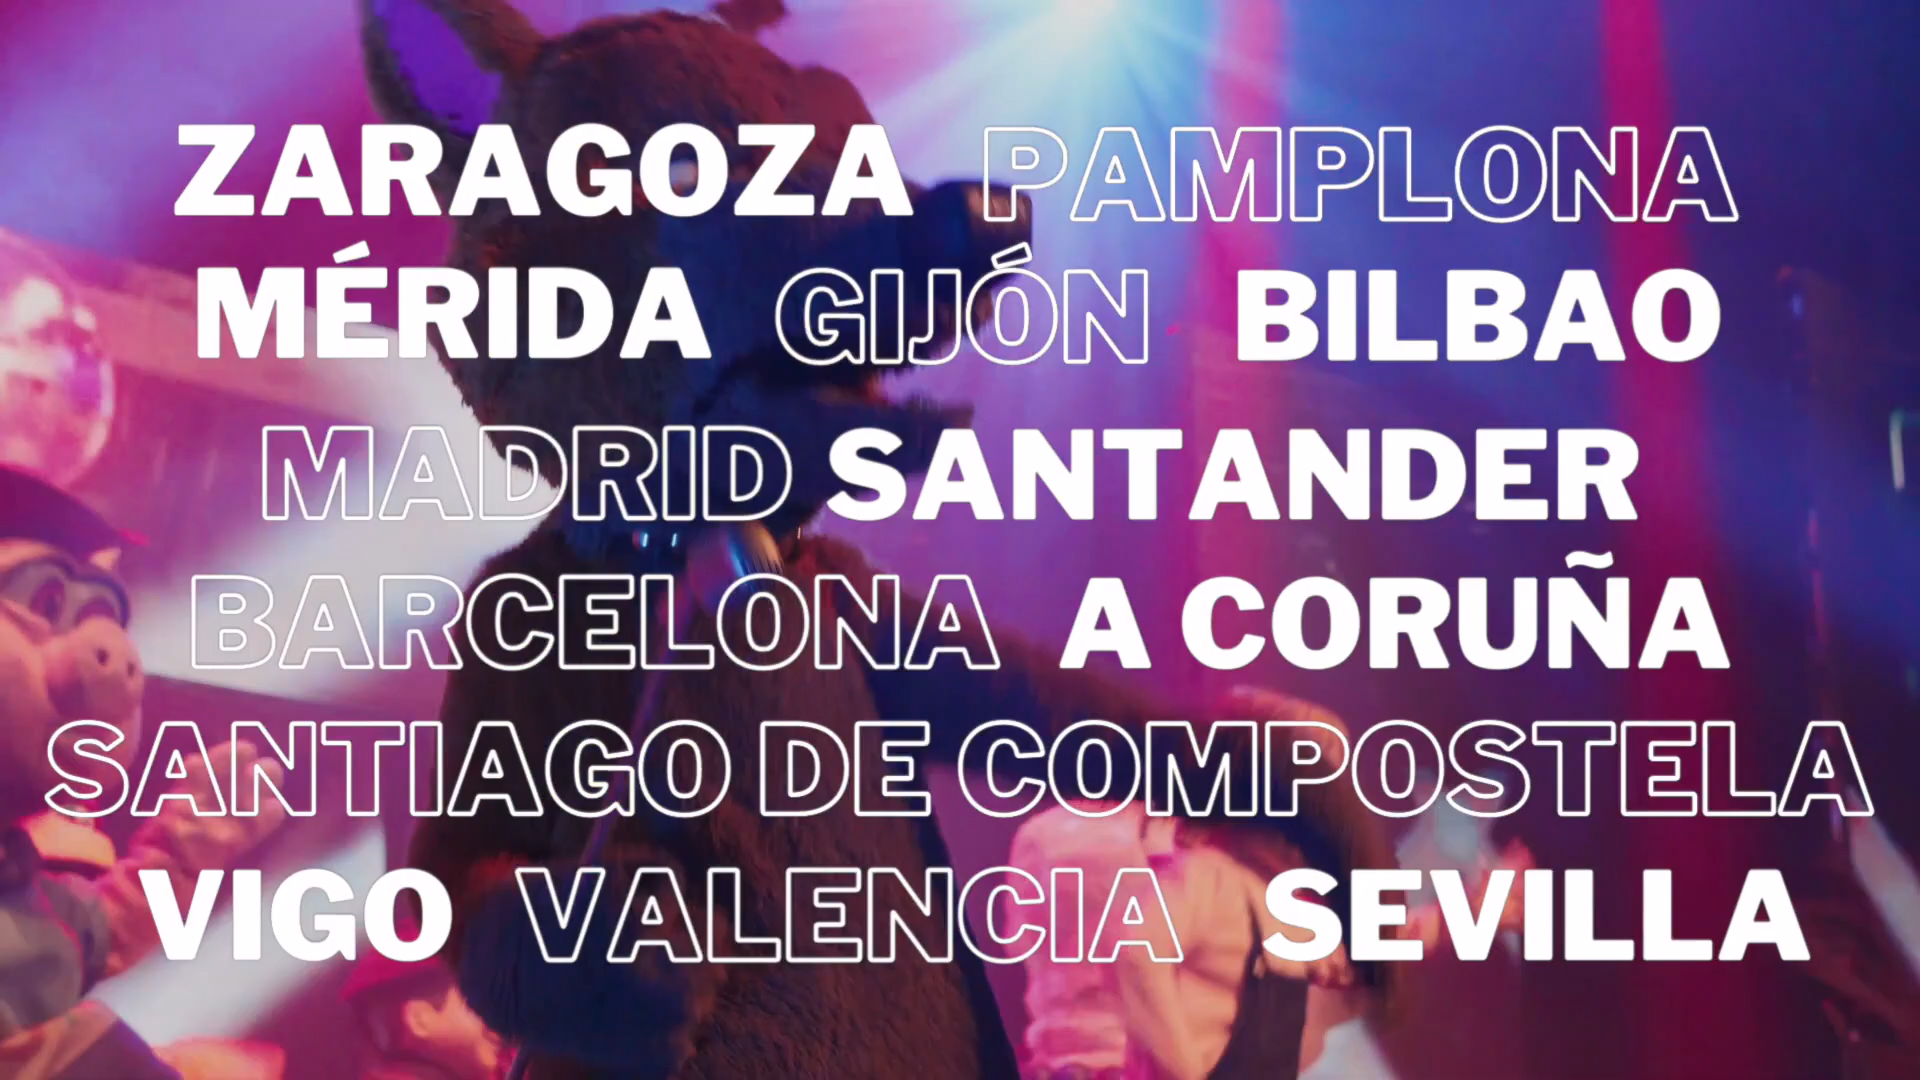 ZARAGOZA PAMPLONA
MÉRIDA GIJÓN BILBAO
MADRID SANTANDER
BARCELONA A CORUÑA
SANTIAGO DE COMPOSTELA
VIGO VALENCIA SEVILLA